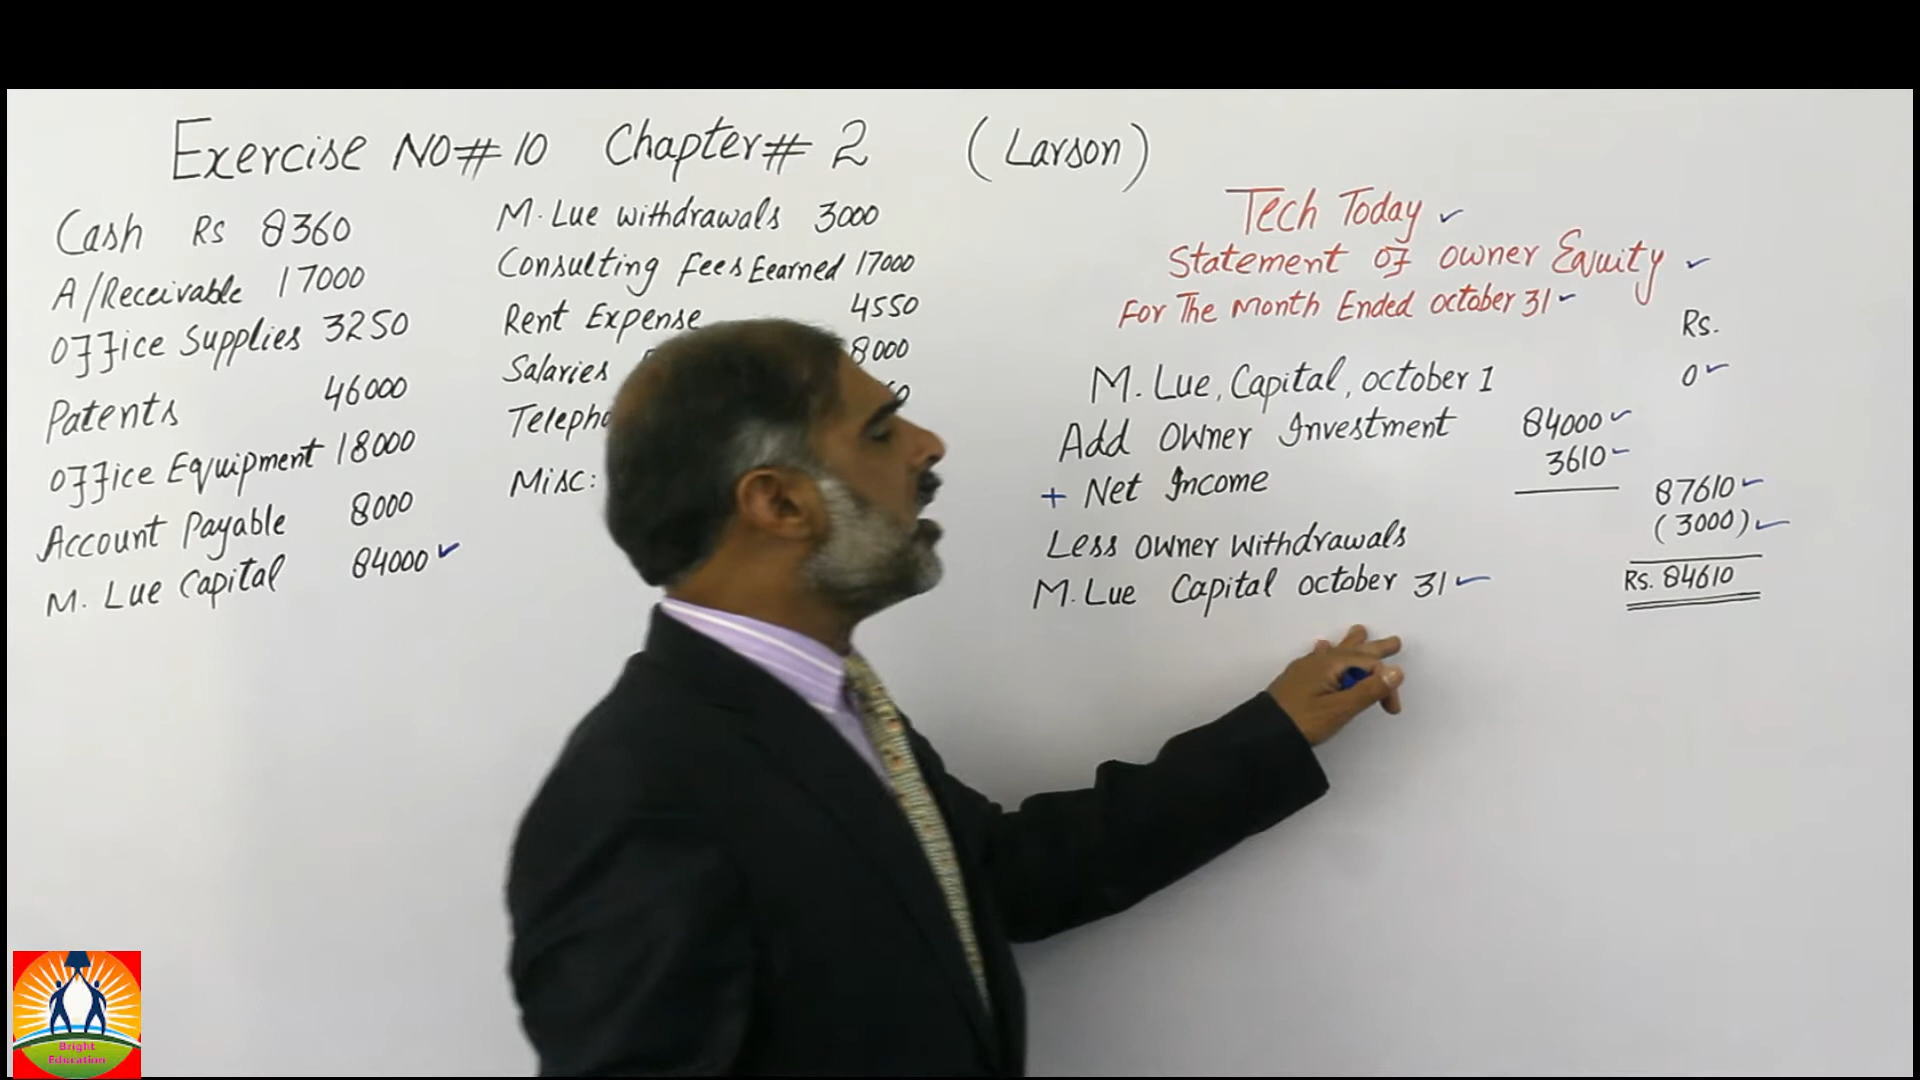 Exercise NO# 10 Chapter# 2 (Larson)
Cash Rs 8360
A/Receivable 17000
Office Supplies 3250
Patents 46000
Office Equipment 18000
Account Payable 8000
M. Lue Capital 84000
M. Lue withdrawals 3000
Consulting Fees Eearned 17000
Rent Expense 4550
Salaries 8000
Misc:
Tech Today
Statement of owner Equity
For The Month Ended october 31
Rs.
M. Lue, Capital, october 1 0
Add Owner Investment 84000
+ Net Income 3610
87610
Less Owner Withdrawals (3000)
M. Lue Capital october 31 Rs. 84610
Bright
Education